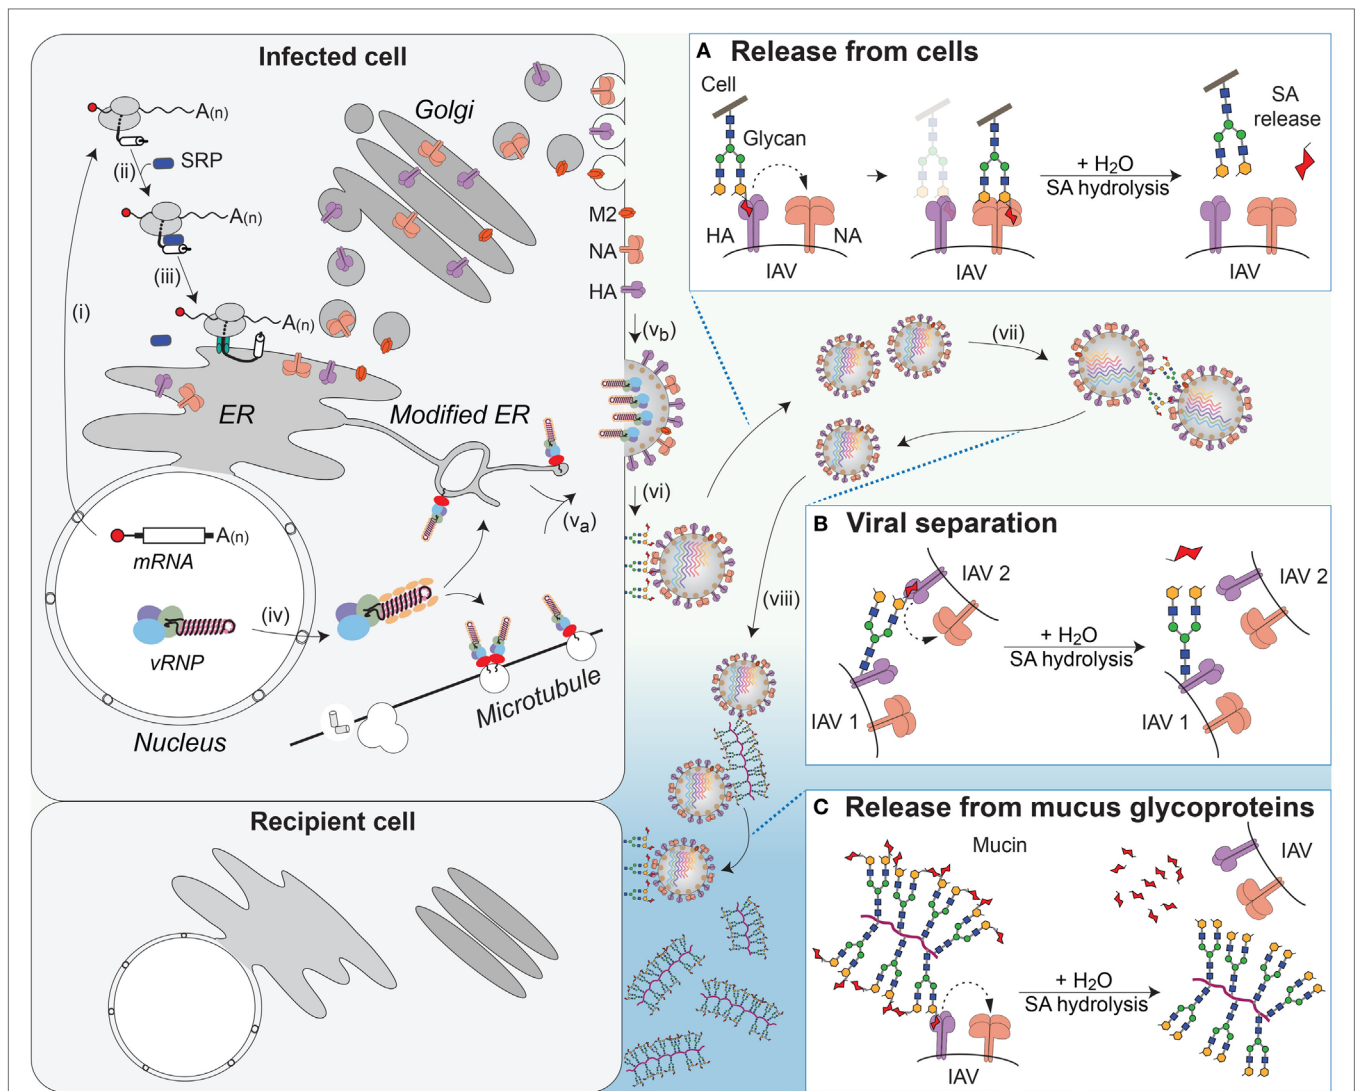 Infected cell
A(n)
(ii)
SRP
A(n)
(iii)
(i)
A(n)
Golgi
M2
NA
HA
ER
Modified ER
(vb)
(vi)
(va)
A(n)
mRNA
(iv)
vRNP
Nucleus
Microtubule
Recipient cell
(vii)
(viii)
A Release from cells
Cell
Glycan
HA
NA
IAV
IAV
+ H2O
SA hydrolysis
SA
release
IAV
B Viral separation
IAV 2
IAV 1
+ H2O
SA hydrolysis
IAV 2
IAV 1
C Release from mucus glycoproteins
Mucin
IAV
+ H2O
SA hydrolysis
IAV